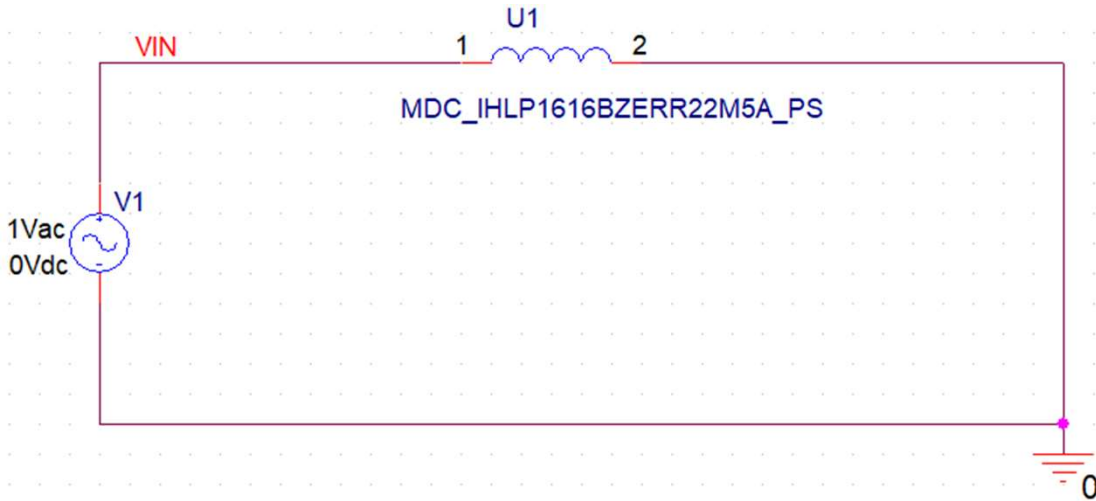 U1
VIN
1
2
MDC_IHLP1616BZERR22M5A_PS
V1
1Vac
0Vdc
0